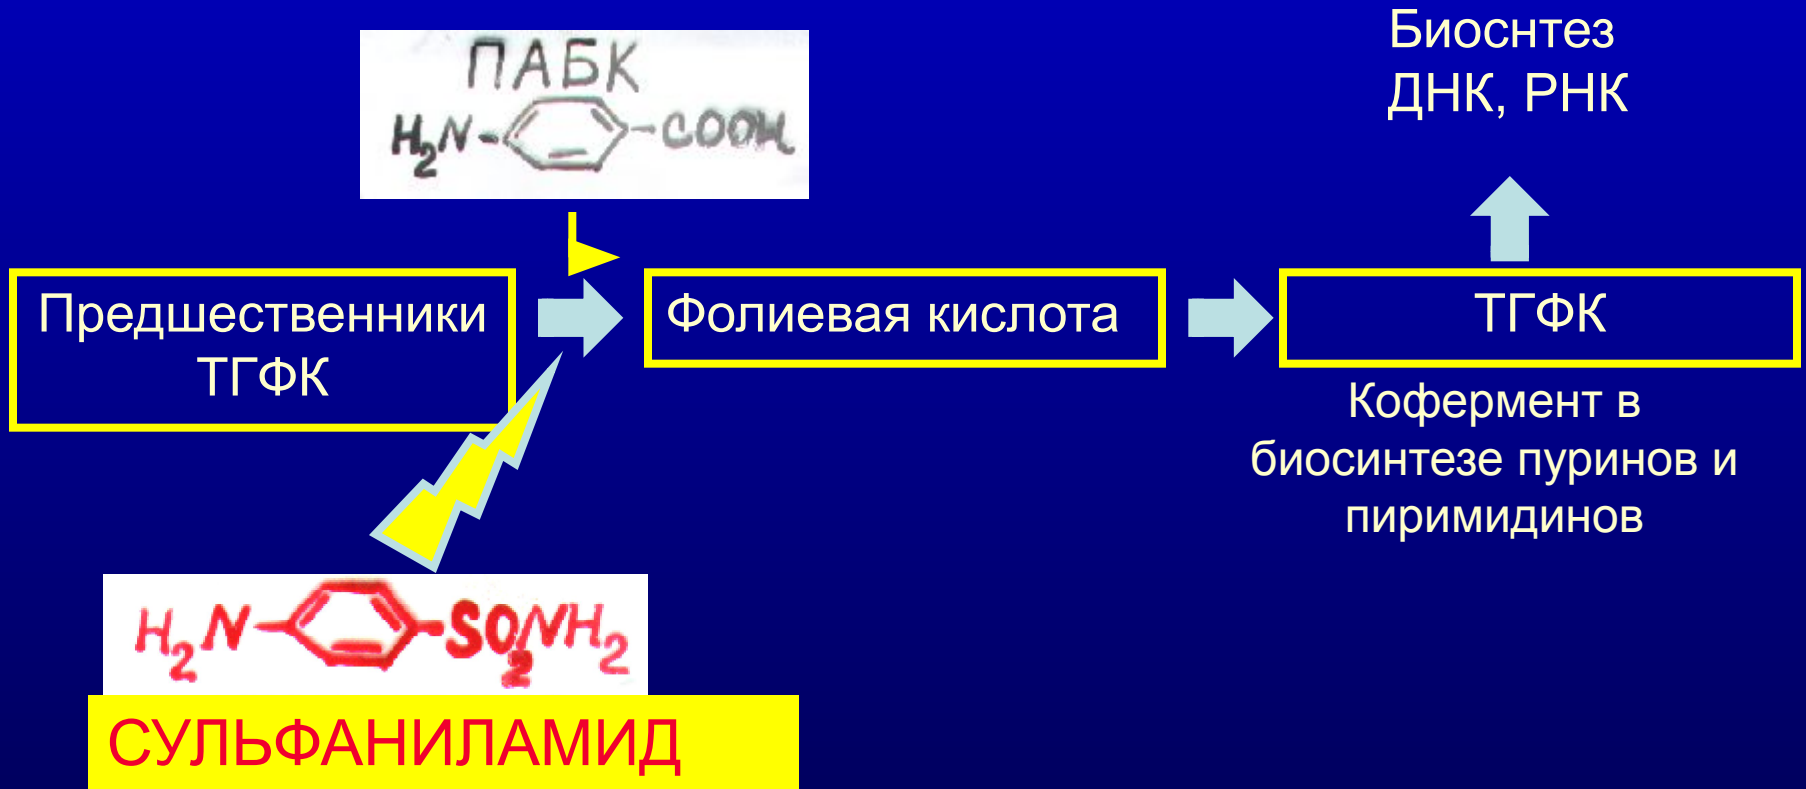 ПАБК
H₂N-COOH
Биоснтез
ДНК, РНК
Предшественники
ТГФК
Фолиевая кислота
ТГФК
Кофермент в
биосинтезе пуринов и
пиримидинов
H₂N-SO₂NH₂
СУЛЬФАНИЛАМИД